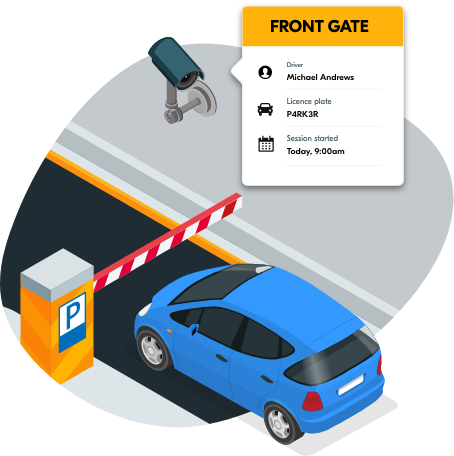 FRONT GATE
Driver
Michael Andrews
Licence plate
P4RK3R
Session started
Today, 9:00am
P